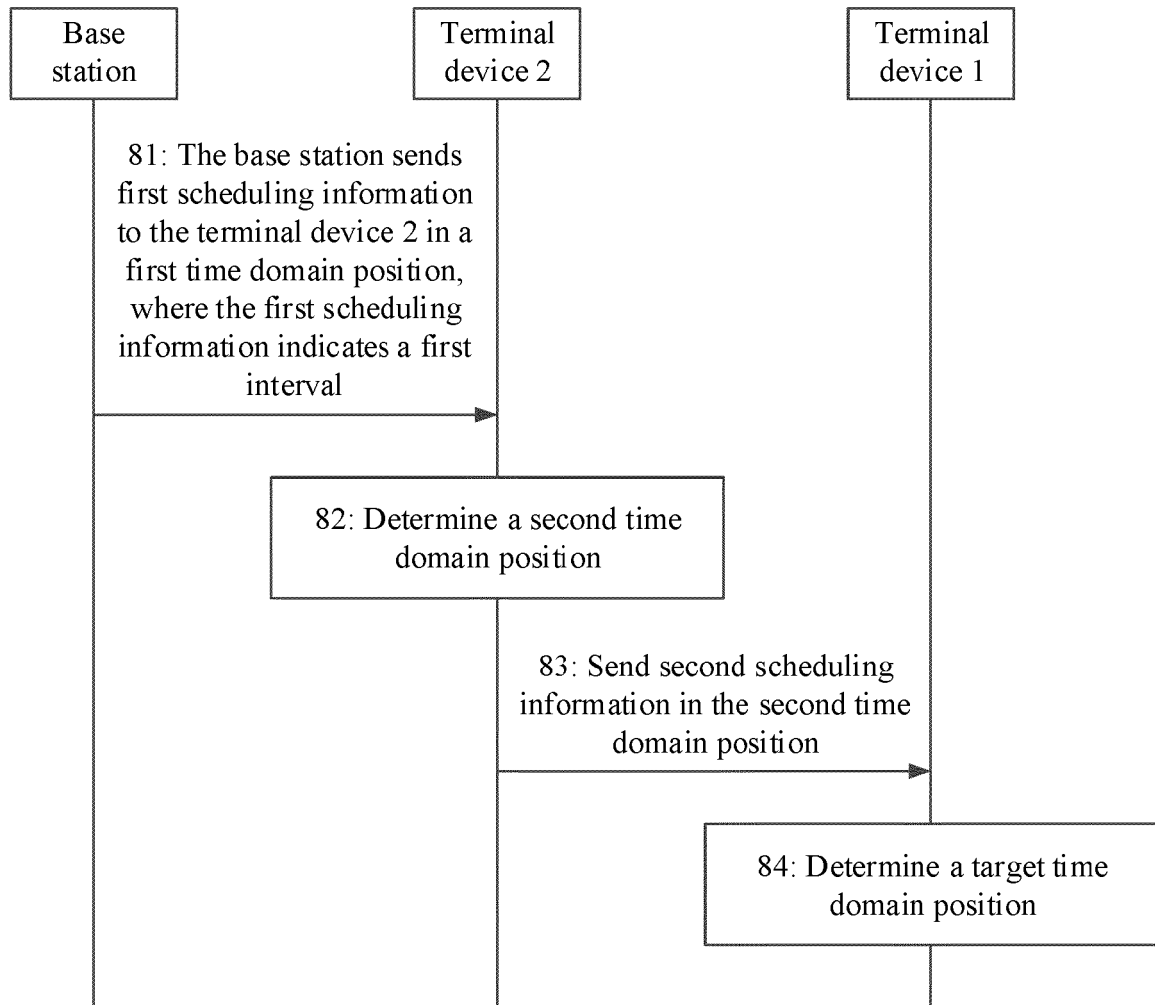 Base
station
Terminal
device 2
Terminal
device 1
81: The base station sends
first scheduling information
to the terminal device 2 in a
first time domain position,
where the first scheduling
information indicates a first
interval
82: Determine a second time
domain position
83: Send second scheduling
information in the second time
domain position
84: Determine a target time
domain position